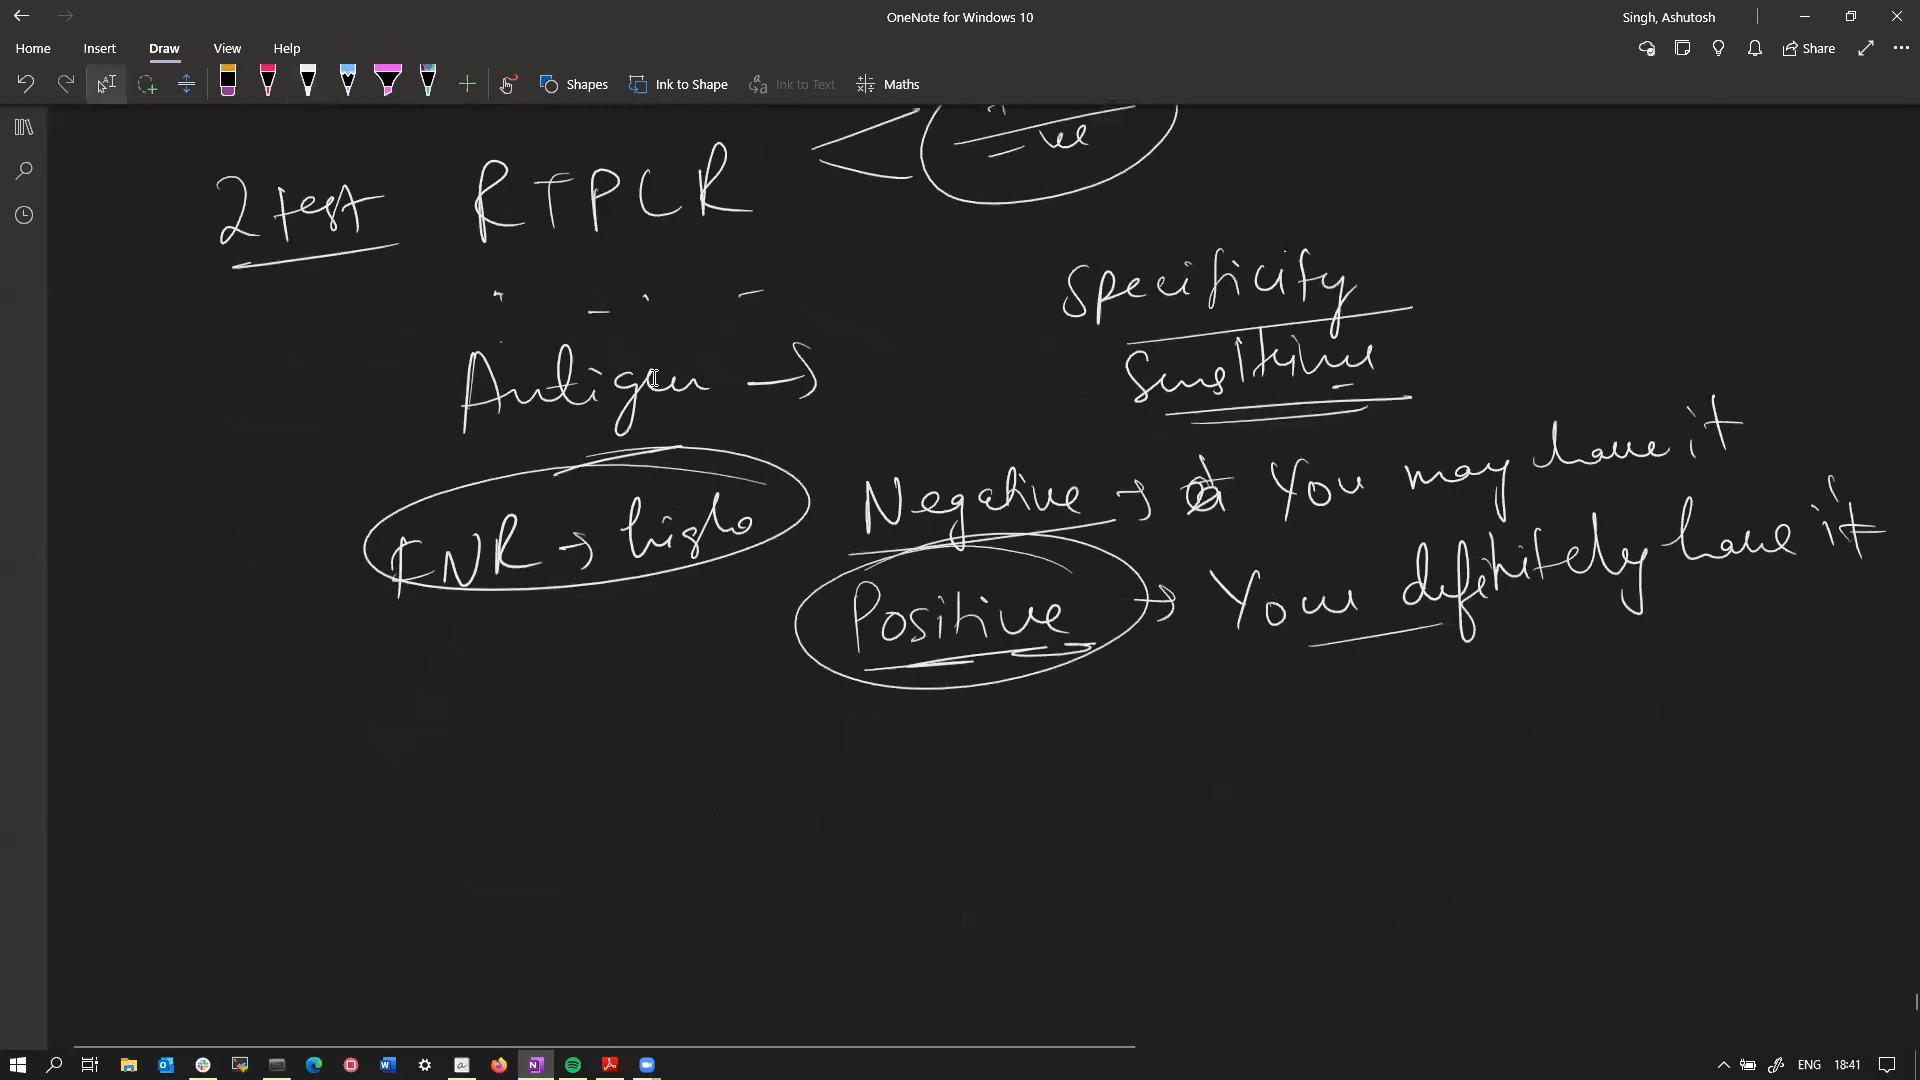 OneNote for Windows 10
Singh, Ashutosh
Home Insert Draw View Help
Share
Shapes Ink to Shape Ink to Text Maths
-ve
2 test RTPCR
Specificity
Antigen →
Sensitive
Negative → You may have it
FNR → high
Positive → You definitely have it
ENG 18:41